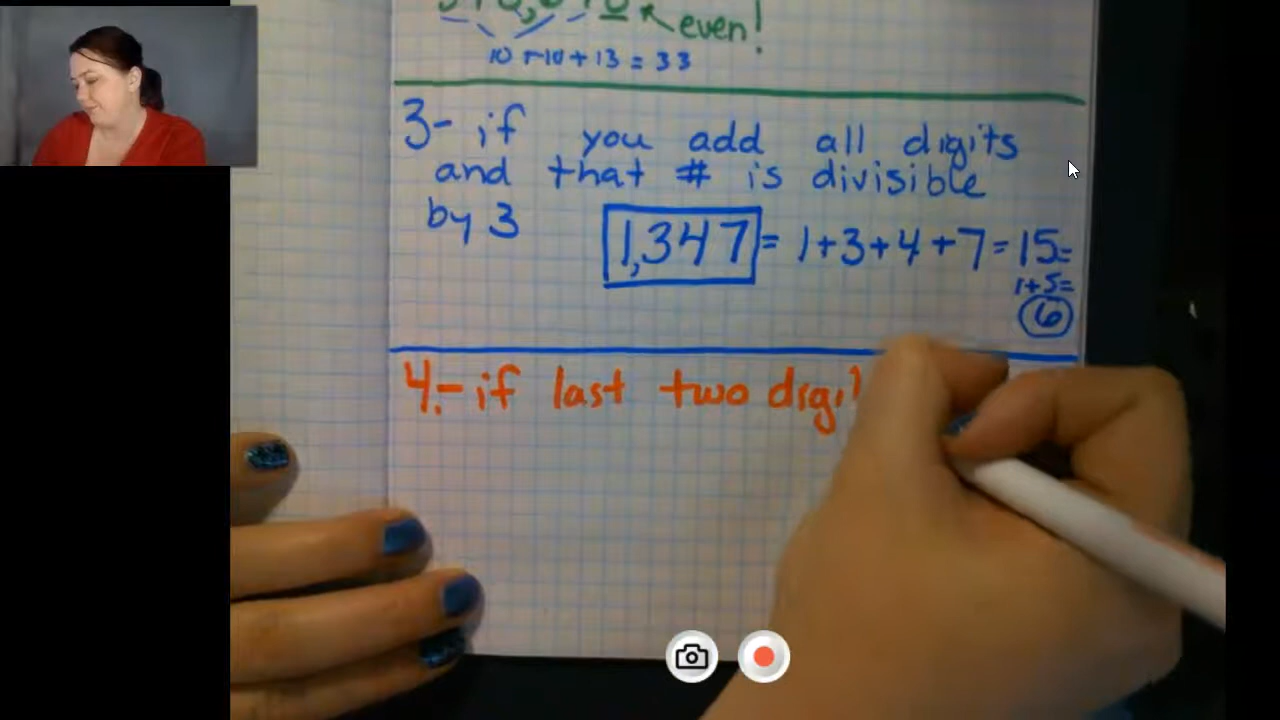 even!
10 + 10 + 13 = 33
3- if you add all digits
and that # is divisible
by 3 1,347 = 1+3+4+7 = 15 =
1+5=
6
4.- if last two digi